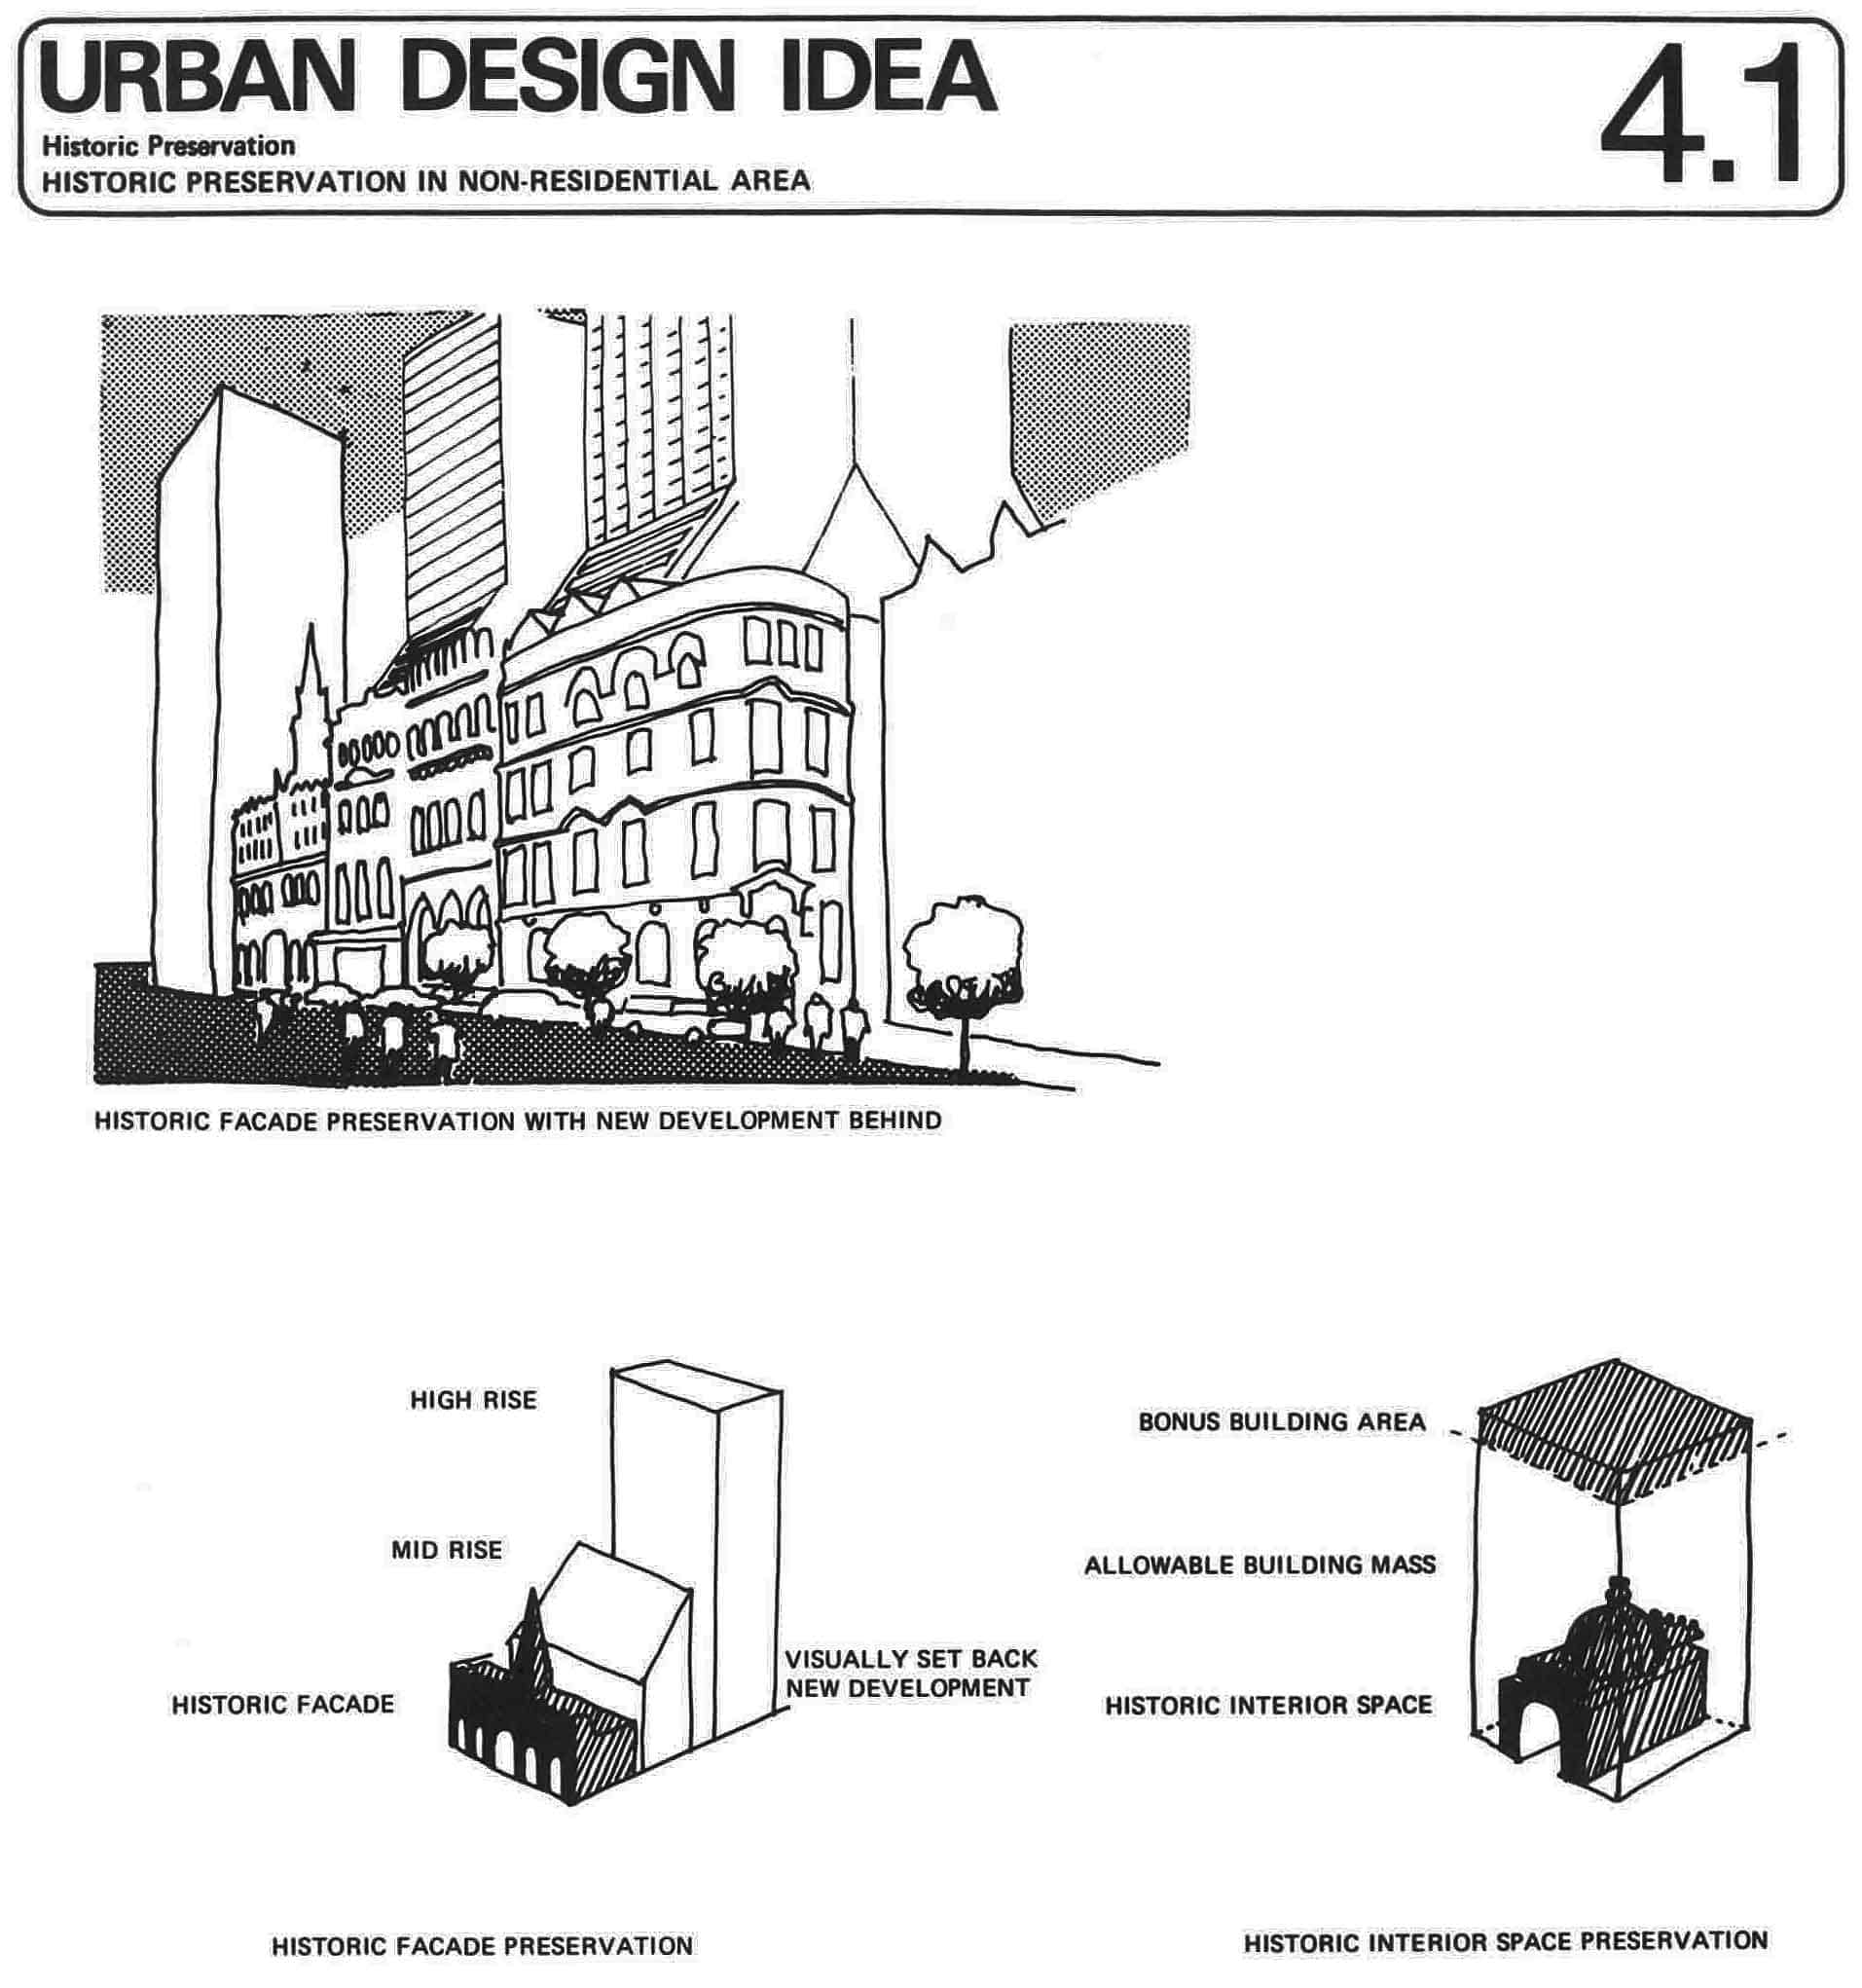 URBAN DESIGN IDEA
4.1
Historic Preservation
HISTORIC PRESERVATION IN NON-RESIDENTIAL AREA
HISTORIC FACADE PRESERVATION WITH NEW DEVELOPMENT BEHIND
HIGH RISE
MID RISE
HISTORIC FACADE
VISUALLY SET BACK
NEW DEVELOPMENT
HISTORIC FACADE PRESERVATION
BONUS BUILDING AREA
ALLOWABLE BUILDING MASS
HISTORIC INTERIOR SPACE
HISTORIC INTERIOR SPACE PRESERVATION